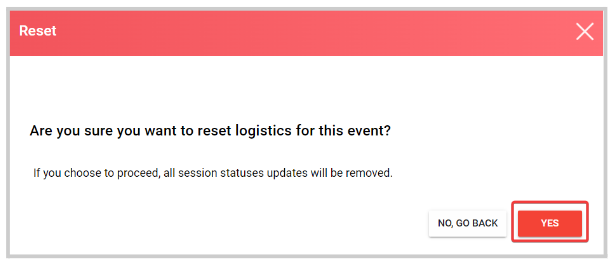 Reset
Are you sure you want to reset logistics for this event?
If you choose to proceed, all session statuses updates will be removed.
NO, GO BACK YES